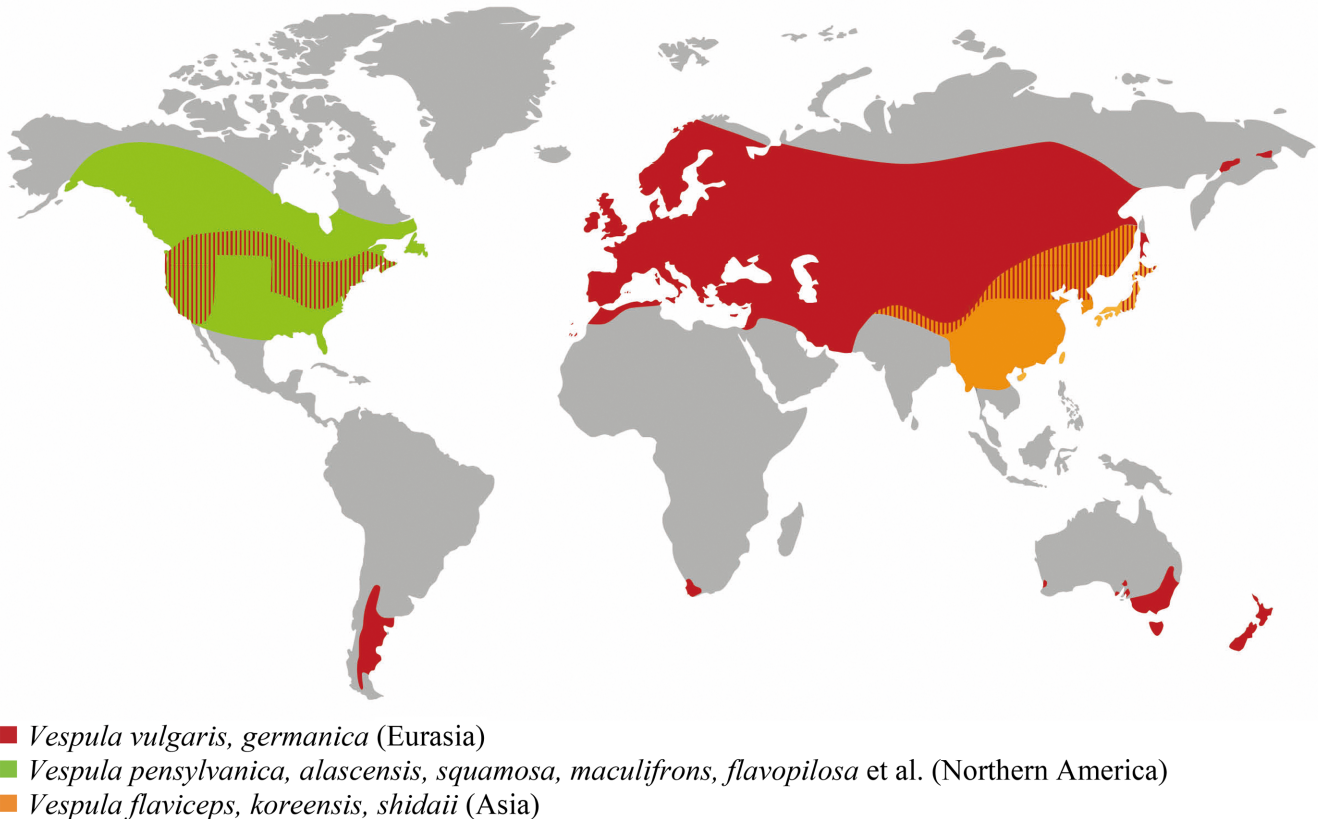 Vespula vulgaris, germanica (Eurasia)
Vespula pensylvanica, alascensis, squamosa, maculifrons, flavopilosa et al. (Northern America)
Vespula flaviceps, koreensis, shidaii (Asia)